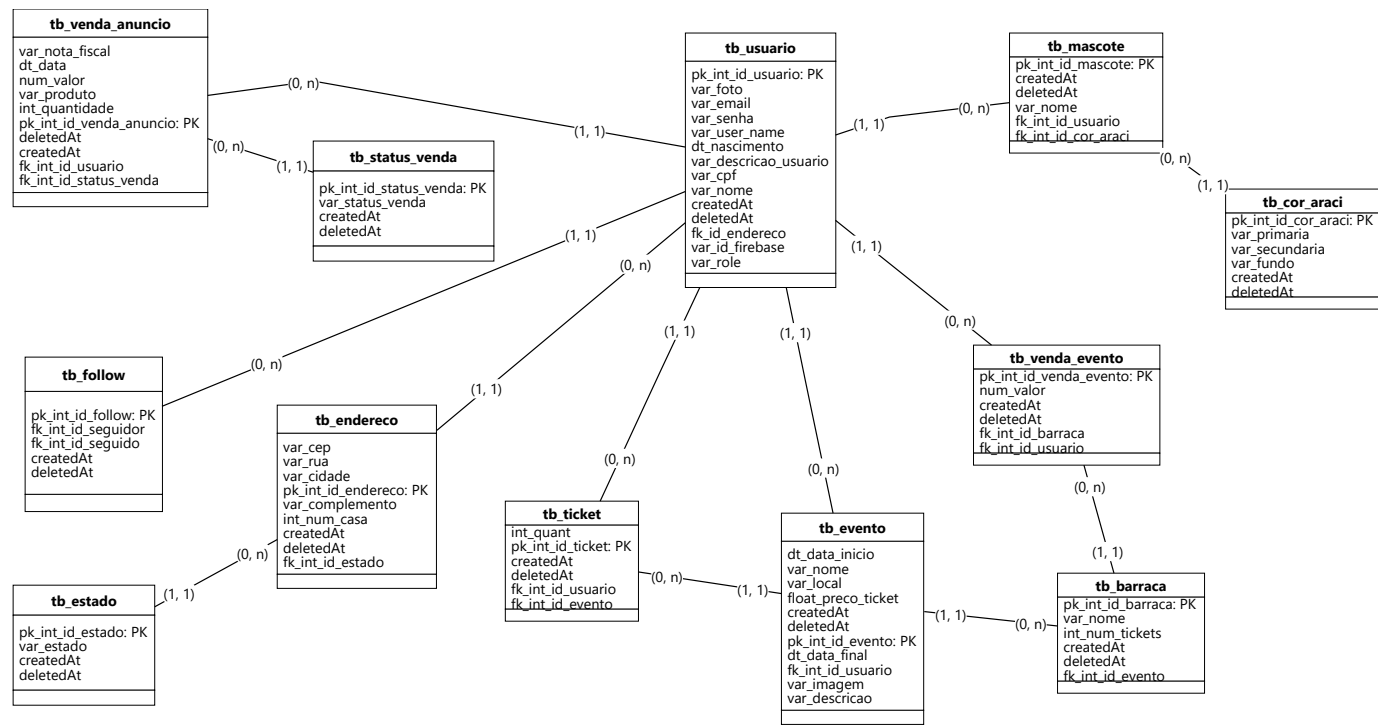 tb_venda_anuncio
var_nota_fiscal
dt_data
num_valor
var_produto
int_quantidade
pk_int_id_venda_anuncio: PK
deletedAt
createdAt
fk_int_id_usuario
fk_int_id_status_venda
(0, n)
(1, 1)
(0, n)
(1, 1)
tb_status_venda
pk_int_id_status_venda: PK
var_status_venda
createdAt
deletedAt
tb_usuario
pk_int_id_usuario: PK
var_foto
var_email
var_senha
var_user_name
dt_nascimento
var_descricao_usuario
var_cpf
var_nome
createdAt
deletedAt
fk_id_endereco
var_id_firebase
var_role
(1, 1)
(0, n)
tb_mascote
pk_int_id_mascote: PK
createdAt
deletedAt
var_nome
fk_int_id_usuario
fk_int_id_cor_araci
(0, n)
(1, 1)
tb_cor_araci
pk_int_id_cor_araci: PK
var_primaria
var_secundaria
var_fundo
createdAt
deletedAt
(1, 1)
(0, n)
(0, n)
(1, 1)
(1, 1)
(0, n)
(1, 1)
(0, n)
(1, 1)
(0, n)
tb_follow
pk_int_id_follow: PK
fk_int_id_seguidor
fk_int_id_seguido
createdAt
deletedAt
tb_endereco
var_cep
var_rua
var_cidade
pk_int_id_endereco: PK
var_complemento
int_num_casa
createdAt
deletedAt
fk_int_id_estado
(0, n)
(1, 1)
tb_estado
pk_int_id_estado: PK
var_estado
createdAt
deletedAt
tb_ticket
int_quant
pk_int_id_ticket: PK
createdAt
deletedAt
fk_int_id_usuario
fk_int_id_evento
(0, n)
(1, 1)
tb_evento
dt_data_inicio
var_nome
var_local
float_preco_ticket
createdAt
deletedAt
pk_int_id_evento: PK
dt_data_final
fk_int_id_usuario
var_imagem
var_descricao
(1, 1)
(0, n)
tb_venda_evento
pk_int_id_venda_evento: PK
num_valor
createdAt
deletedAt
fk_int_id_barraca
fk_int_id_usuario
(0, n)
(1, 1)
tb_barraca
pk_int_id_barraca: PK
var_nome
int_num_tickets
createdAt
deletedAt
fk_int_id_evento